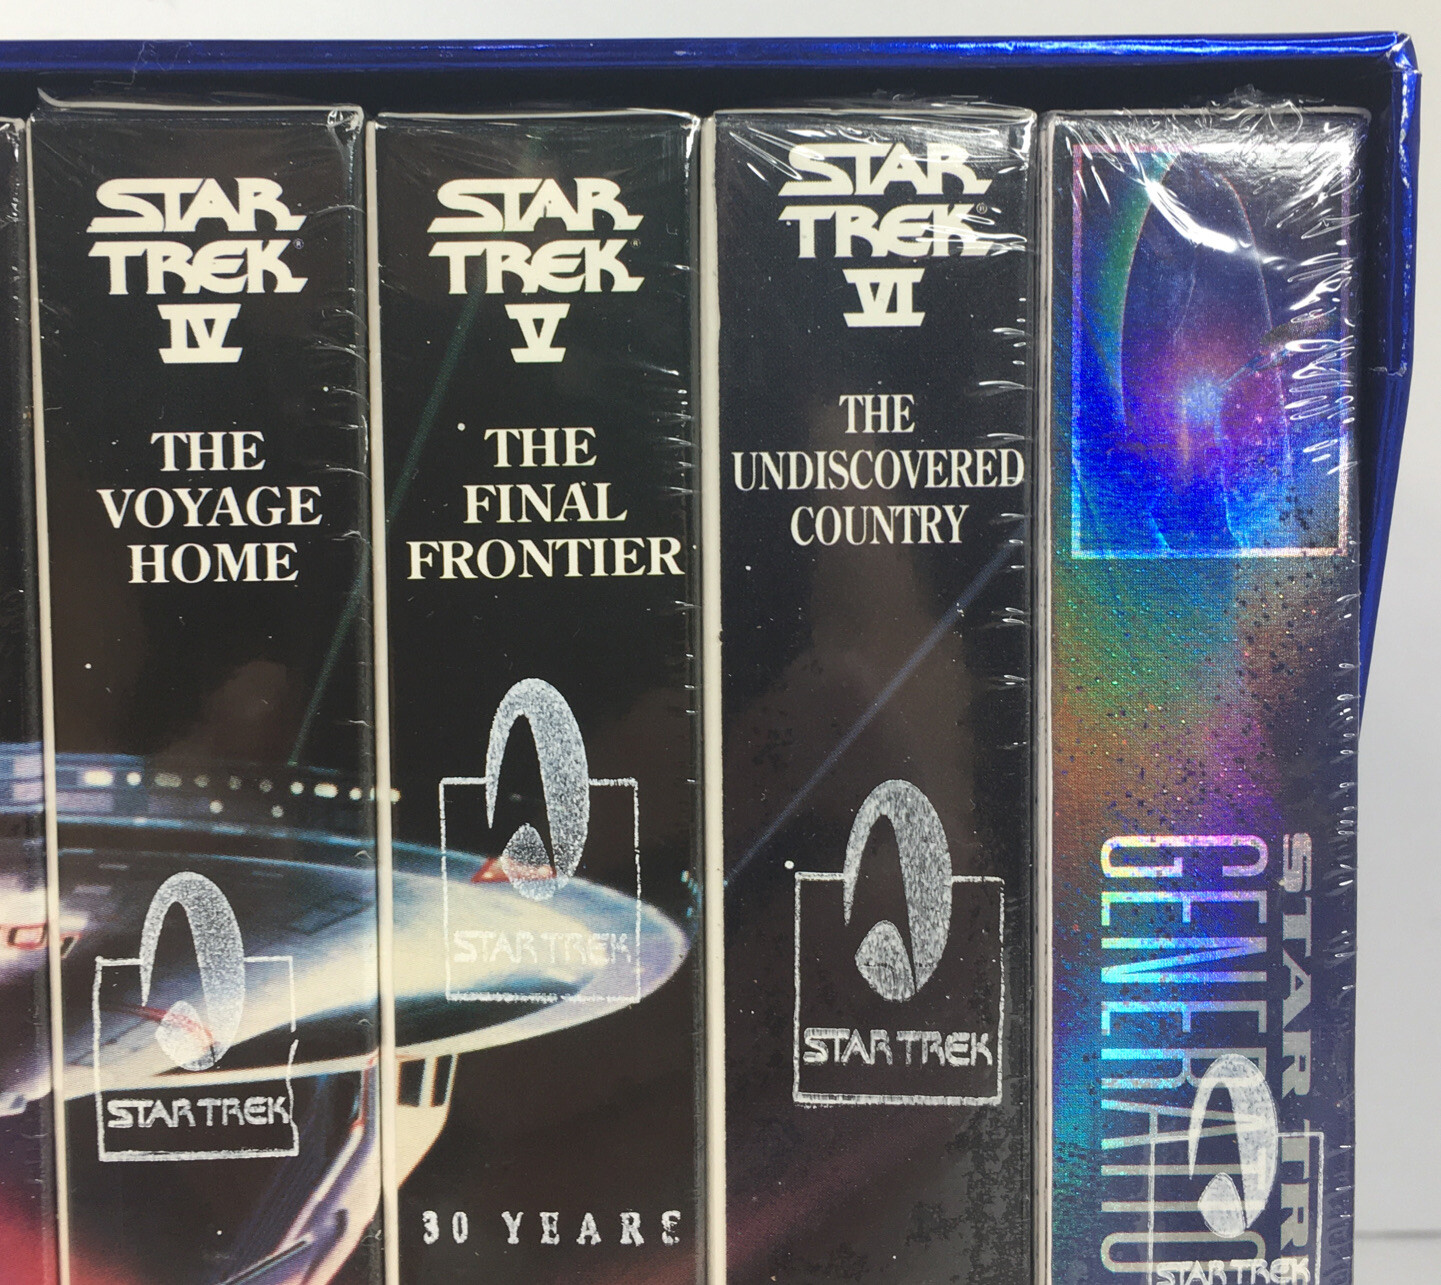 STAR
TREK
IV
THE
VOYAGE
HOME
STAR TREK
STAR
TREK
V
THE
FINAL
FRONTIER
STAR TREK
30 YEARS
STAR
TREK®
VI
THE
UNDISCOVERED
COUNTRY
STAR TREK
STAR TR
GENERATIO
STAR TREK